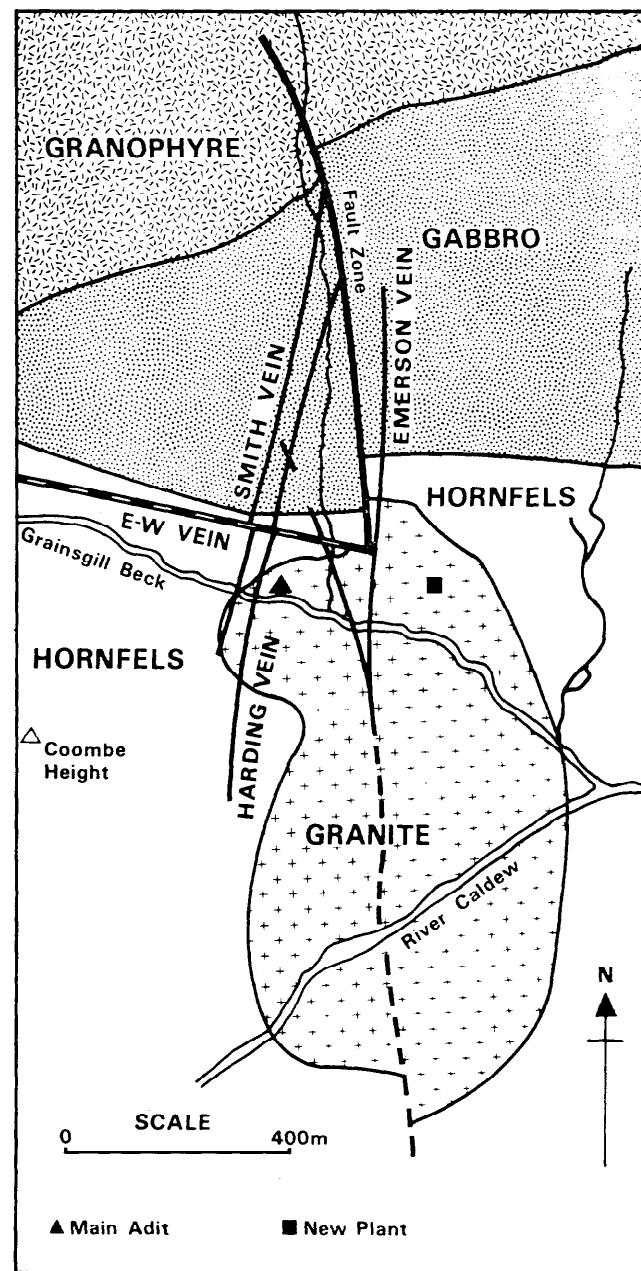 GRANOPHYRE
Fault Zone
GABBRO
EMERSON VEIN
SMITH VEIN
HORNFELS
E-W VEIN
Grainsgill Beck
HORNFELS
HARDING VEIN
Coombe
Height
GRANITE
River Caldew
N
SCALE
0 400m
Main Adit New Plant